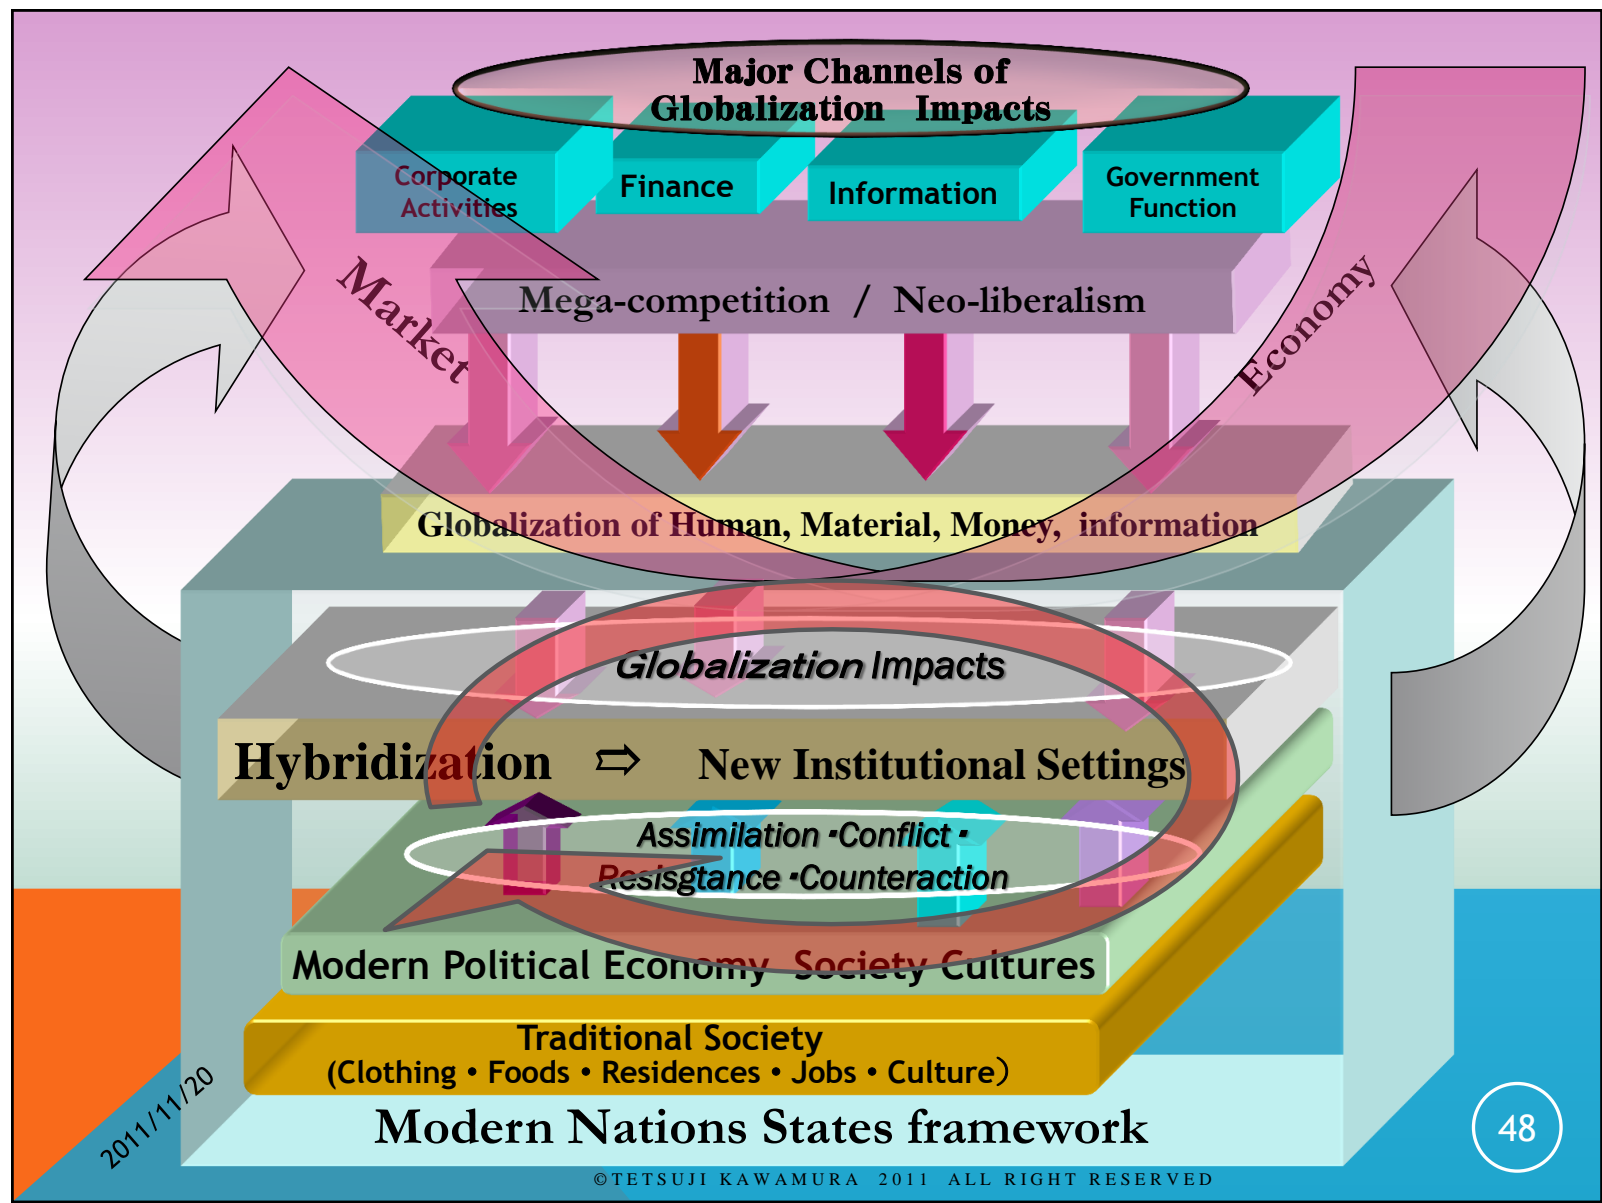 Major Channels of
Globalization Impacts
Corporate
Activities
Finance
Information
Government
Function
Market
Economy
Mega-competition / Neo-liberalism
Globalization of Human, Material, Money, information
Globalization Impacts
Hybridization ⇨ New Institutional Settings
Assimilation・Conflict・
Resisgtance・Counteraction
Modern Political Economy Society Cultures
Traditional Society
(Clothing・Foods・Residences・Jobs・Culture）
Modern Nations States framework
2011/11/20
48
©TETSUJI KAWAMURA 2011 ALL RIGHT RESERVED